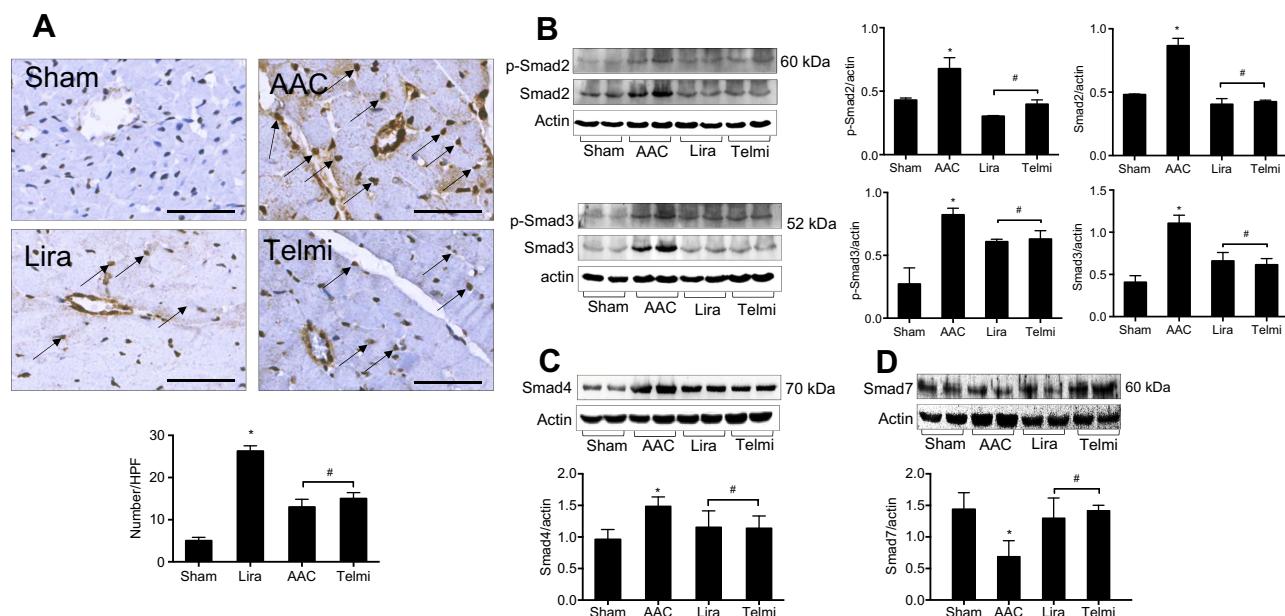 A
Sham
AAC
Lira
Telmi
Number/HPF
30
20
10
0
*
#
Sham Lira AAC Telmi
B
p-Smad2
60 kDa
Smad2
Actin
Sham AAC Lira Telmi
p-Smad2/actin
1.0
0.5
0.0
*
#
Sham AAC Lira Telmi
Smad2/actin
1.0
0.5
0.0
*
#
Sham AAC Lira Telmi
p-Smad3
52 kDa
Smad3
actin
Sham AAC Lira Telmi
p-Smad3/actin
1.0
0.5
0.0
*
#
Sham AAC Lira Telmi
Smad3/actin
1.5
1.0
0.5
0.0
*
#
Sham AAC Lira Telmi
C
Smad4
70 kDa
Actin
Sham AAC Lira Telmi
Smad4/actin
2.0
1.5
1.0
0.5
0.0
*
#
Sham AAC Lira Telmi
D
Smad7
60 kDa
Actin
Sham AAC Lira Telmi
Smad7/actin
2.0
1.5
1.0
0.5
0.0
*
#
Sham AAC Lira Telmi